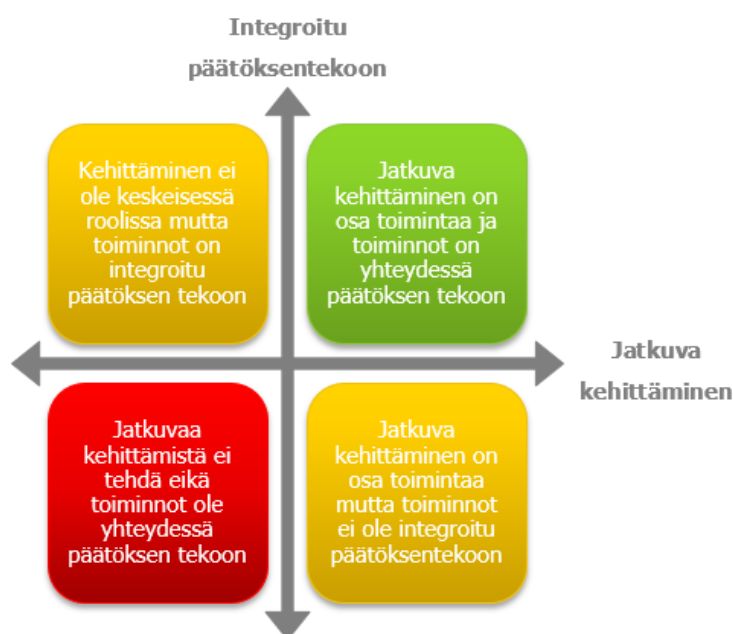 Integroitu
päätöksentekoon
Kehittäminen ei
ole keskeisessä
roolissa mutta
toiminnot on
integroitu
päätöksen tekoon
Jatkuva
kehittäminen on
osa toimintaa ja
toiminnot on
yhteydessä
päätöksen tekoon
Jatkuva
kehittäminen
Jatkuvaa
kehittämistä ei
tehdä eikä
toiminnot ole
yhteydessä
päätöksen tekoon
Jatkuva
kehittäminen on
osa toimintaa
mutta toiminnot
ei ole integroitu
päätöksentekoon